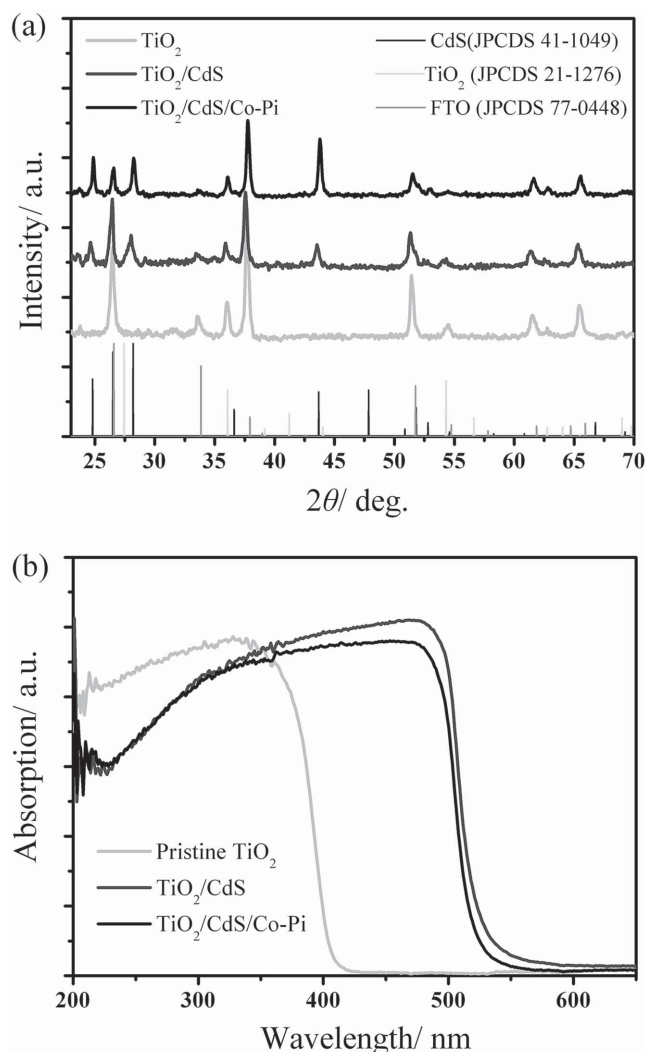 (a)
TiO2
TiO2/CdS
TiO2/CdS/Co-Pi
CdS(JPCDS 41-1049)
TiO2 (JPCDS 21-1276)
FTO (JPCDS 77-0448)
Intensity/ a.u.
25 30 35 40 45 50 55 60 65 70
2θ/ deg.
(b)
Absorption/ a.u.
Pristine TiO2
TiO2/CdS
TiO2/CdS/Co-Pi
200 300 400 500 600
Wavelength/ nm